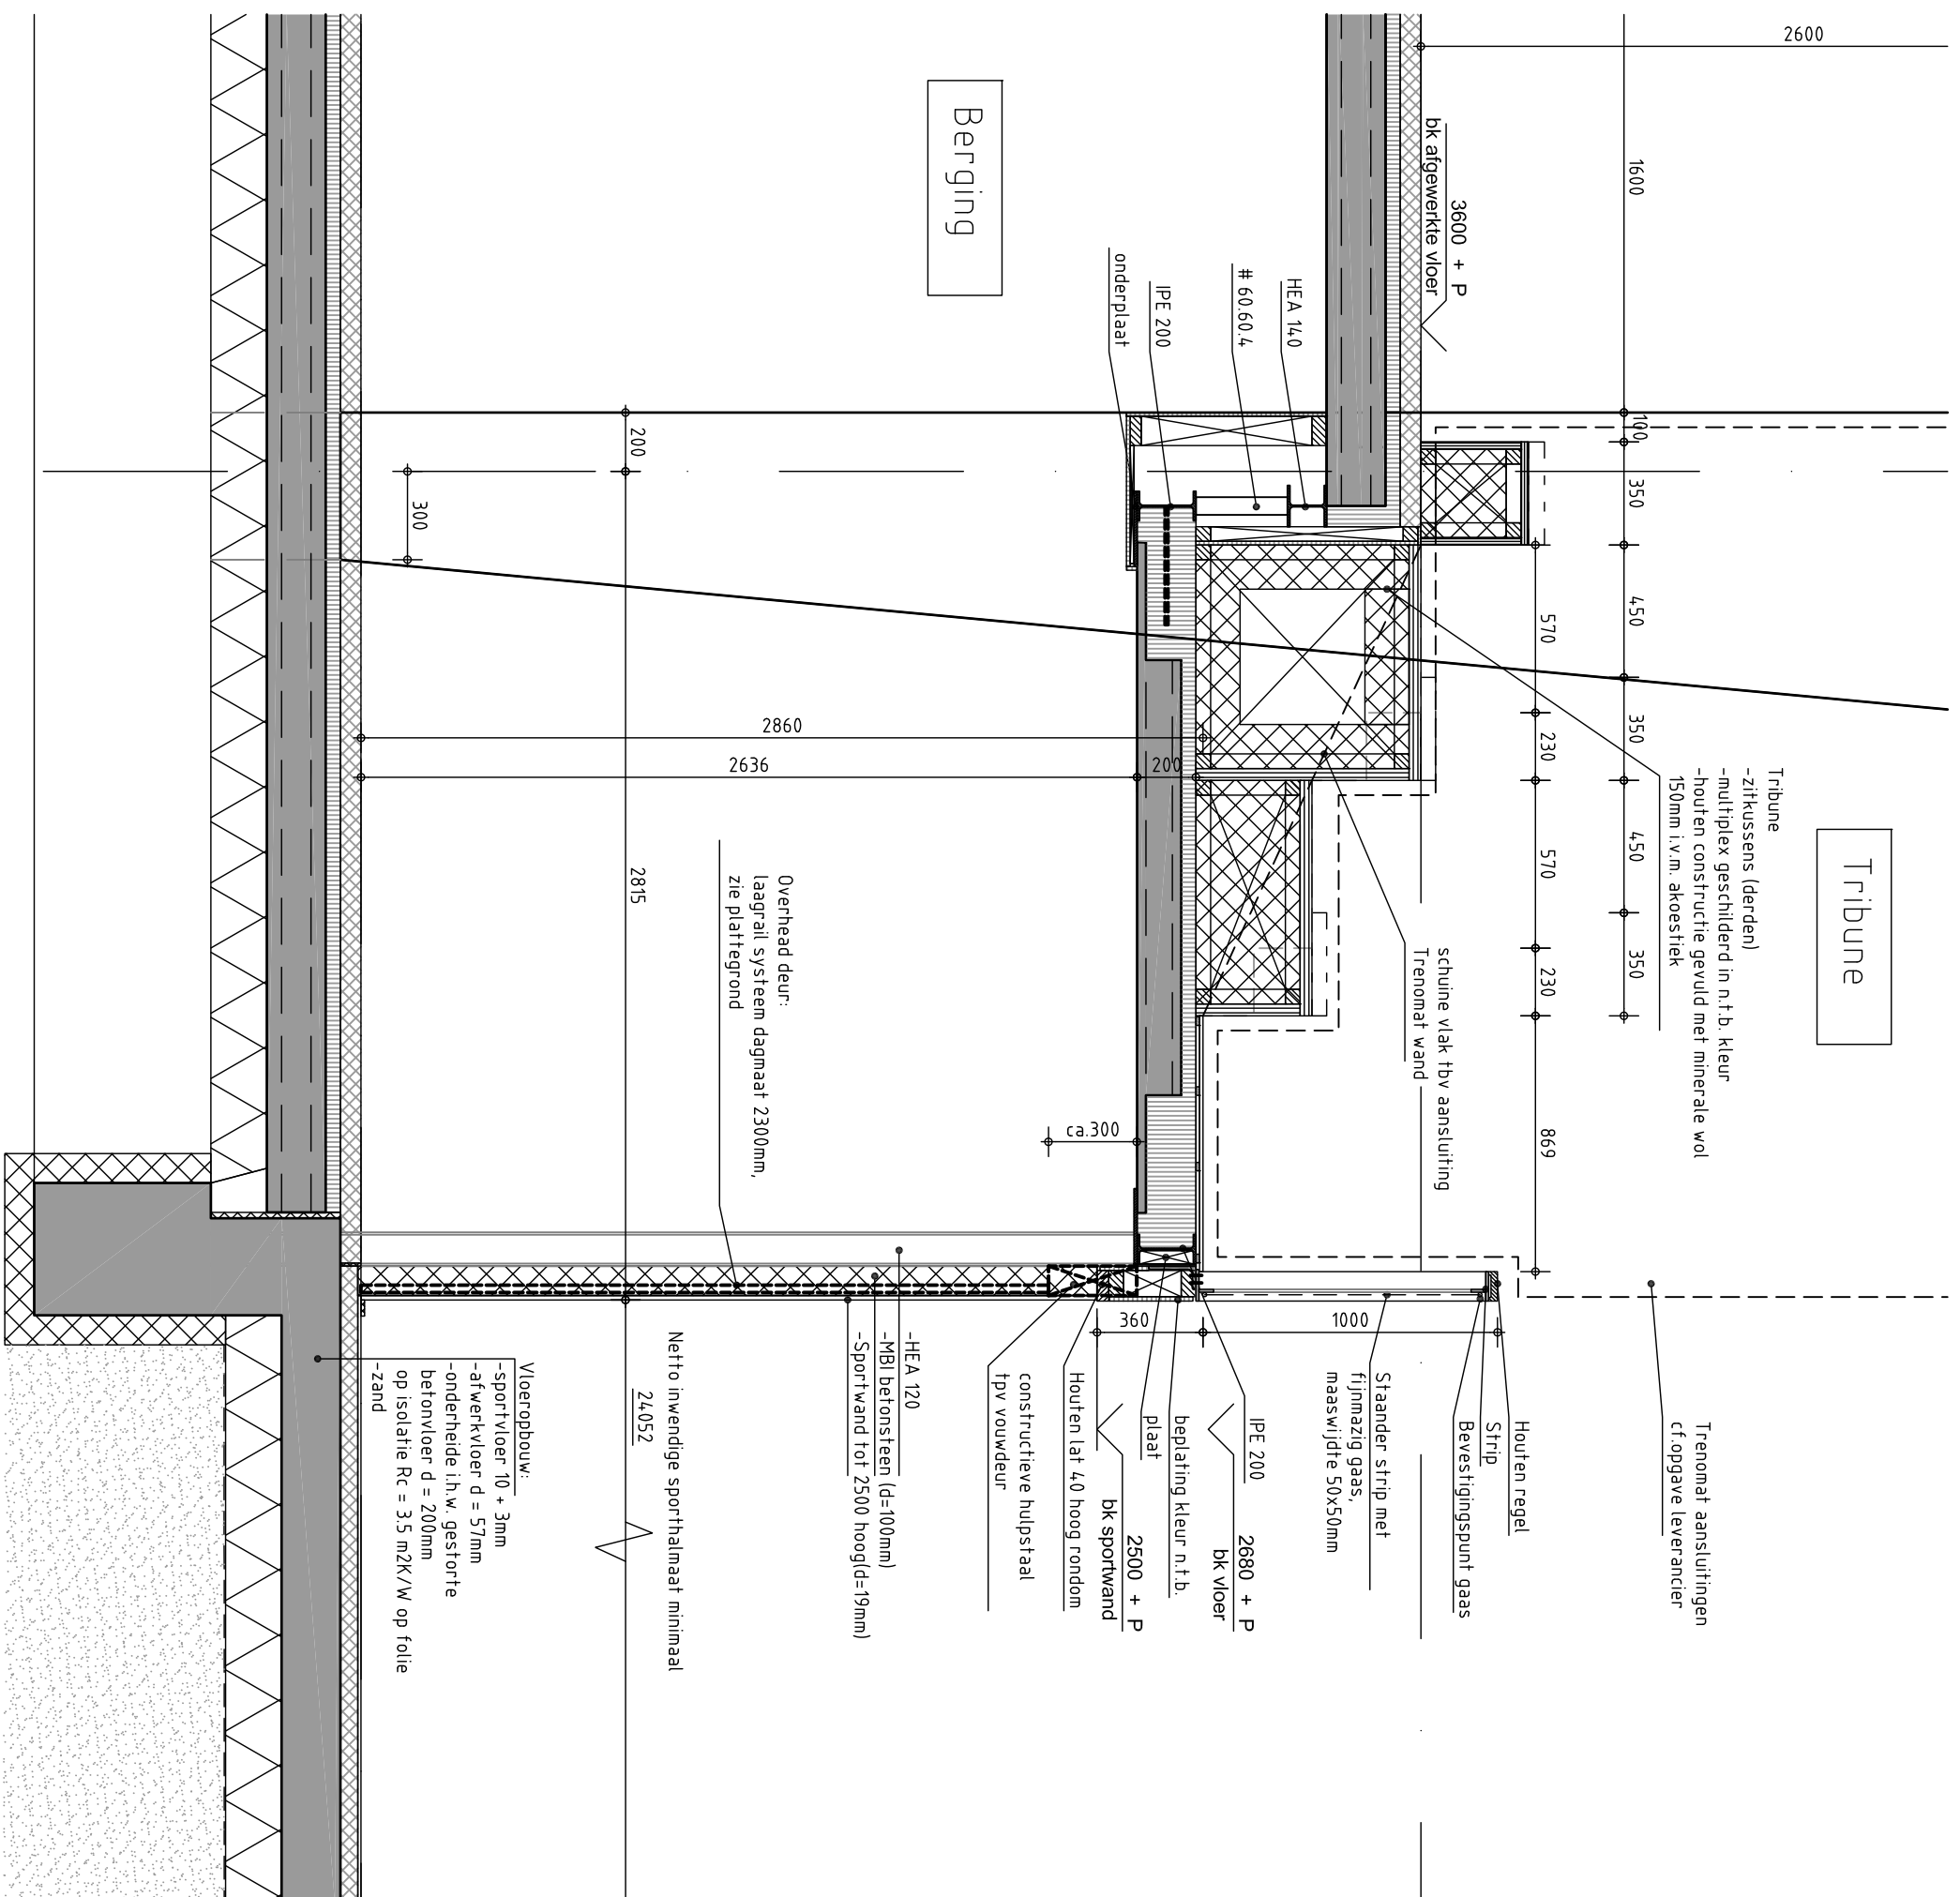 Tribune
Tribune
-zitkussens (derden)
-multiplex geschilderd in n.t.b. kleur
-houten constructie gevuld met minerale wol
150mm i.v.m. akoestiek
Trenomat aansluitingen
cf.opgave leverancier
2600
1600
100
350
450
350
450
350
570
230
570
230
869
3600 + P
bk afgewerkte vloer
schuine vlak tbv aansluiting
Trenomat wand
Houten regel
Strip
Bevestigingspunt gaas
Staander strip met
fijnmazig gaas,
maaswijdte 50x50mm
1000
360
HEA 140
# 60.60.4
IPE 200
onderplaat
Berging
IPE 200
2680 + P
bk vloer
beplating kleur n.t.b.
plaat
2500 + P
bk sportwand
Houten lat 40 hoog rondom
constructieve hulpstaal
tpv vouwdeur
200
ca.300
2860
2636
Overhead deur:
laagrail systeem dagmaat 2300mm,
zie plattegrond
-HEA 120
-MBI betonsteen (d=100mm)
-Sportwand tot 2500 hoog(d=19mm)
200
2815
Netto inwendige sporthalmaat minimaal
24052
300
Vloeropbouw:
-sportvloer 10 + 3mm
-afwerkvloer d = 57mm
-onderheide i.h.w. gestorte
betonvloer d = 200mm
op isolatie Rc = 3.5 m2K/W op folie
-zand